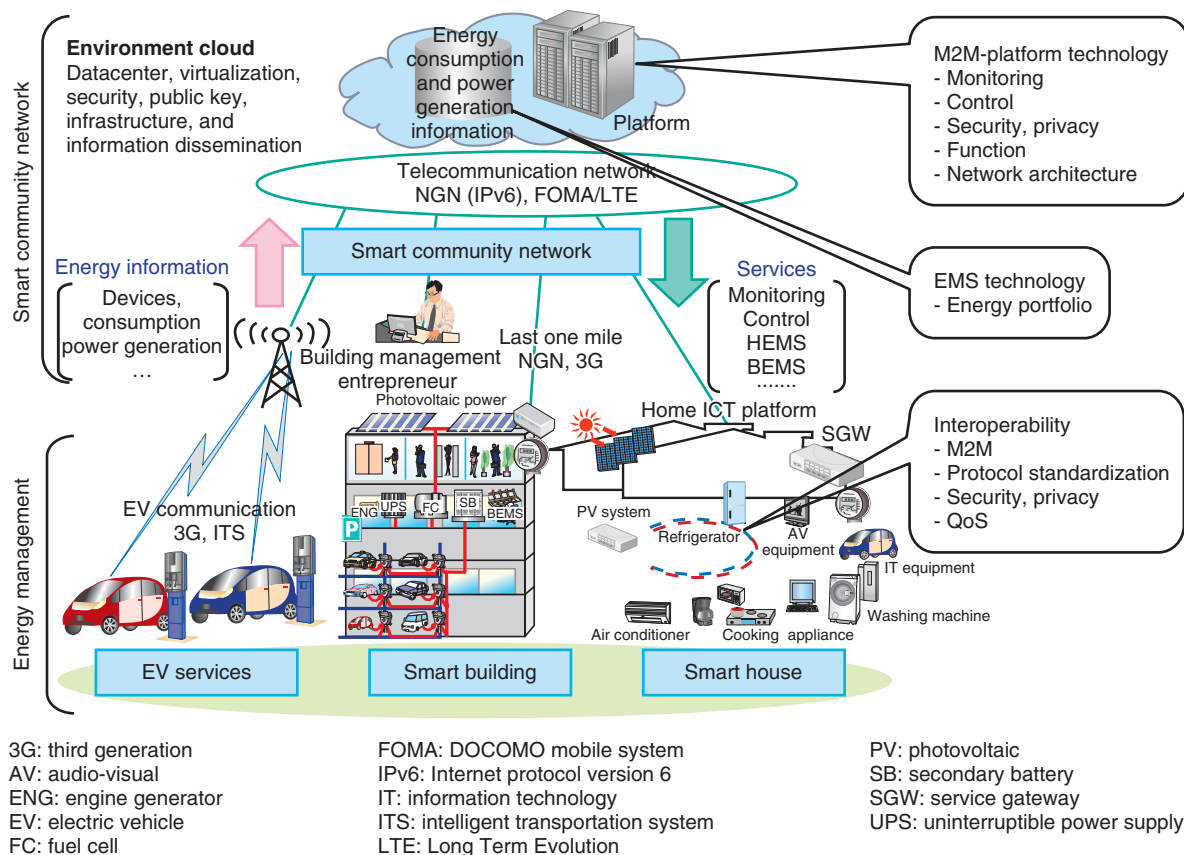 Smart community network
Environment cloud
Datacenter, virtualization,
security, public key,
infrastructure, and
information dissemination
Energy
consumption
and power
generation
information
Platform
M2M-platform technology
- Monitoring
- Control
- Security, privacy
- Function
- Network architecture
Telecommunication network
NGN (IPv6), FOMA/LTE
Smart community network
Energy information
Devices,
consumption
power generation
...
Services
Monitoring
Control
HEMS
BEMS
.......
EMS technology
- Energy portfolio
Building management
entrepreneur
Last one mile
NGN, 3G
Energy management
Photovoltaic power
Home ICT platform
SGW
Interoperability
- M2M
- Protocol standardization
- Security, privacy
- QoS
EV communication
3G, ITS
ENG
UPS
FC
SB
BEMS
P
PV system
Refrigerator
AV
equipment
IT equipment
Air conditioner
Cooking appliance
Washing machine
EV services
Smart building
Smart house
3G: third generation
AV: audio-visual
ENG: engine generator
EV: electric vehicle
FC: fuel cell
FOMA: DOCOMO mobile system
IPv6: Internet protocol version 6
IT: information technology
ITS: intelligent transportation system
LTE: Long Term Evolution
PV: photovoltaic
SB: secondary battery
SGW: service gateway
UPS: uninterruptible power supply